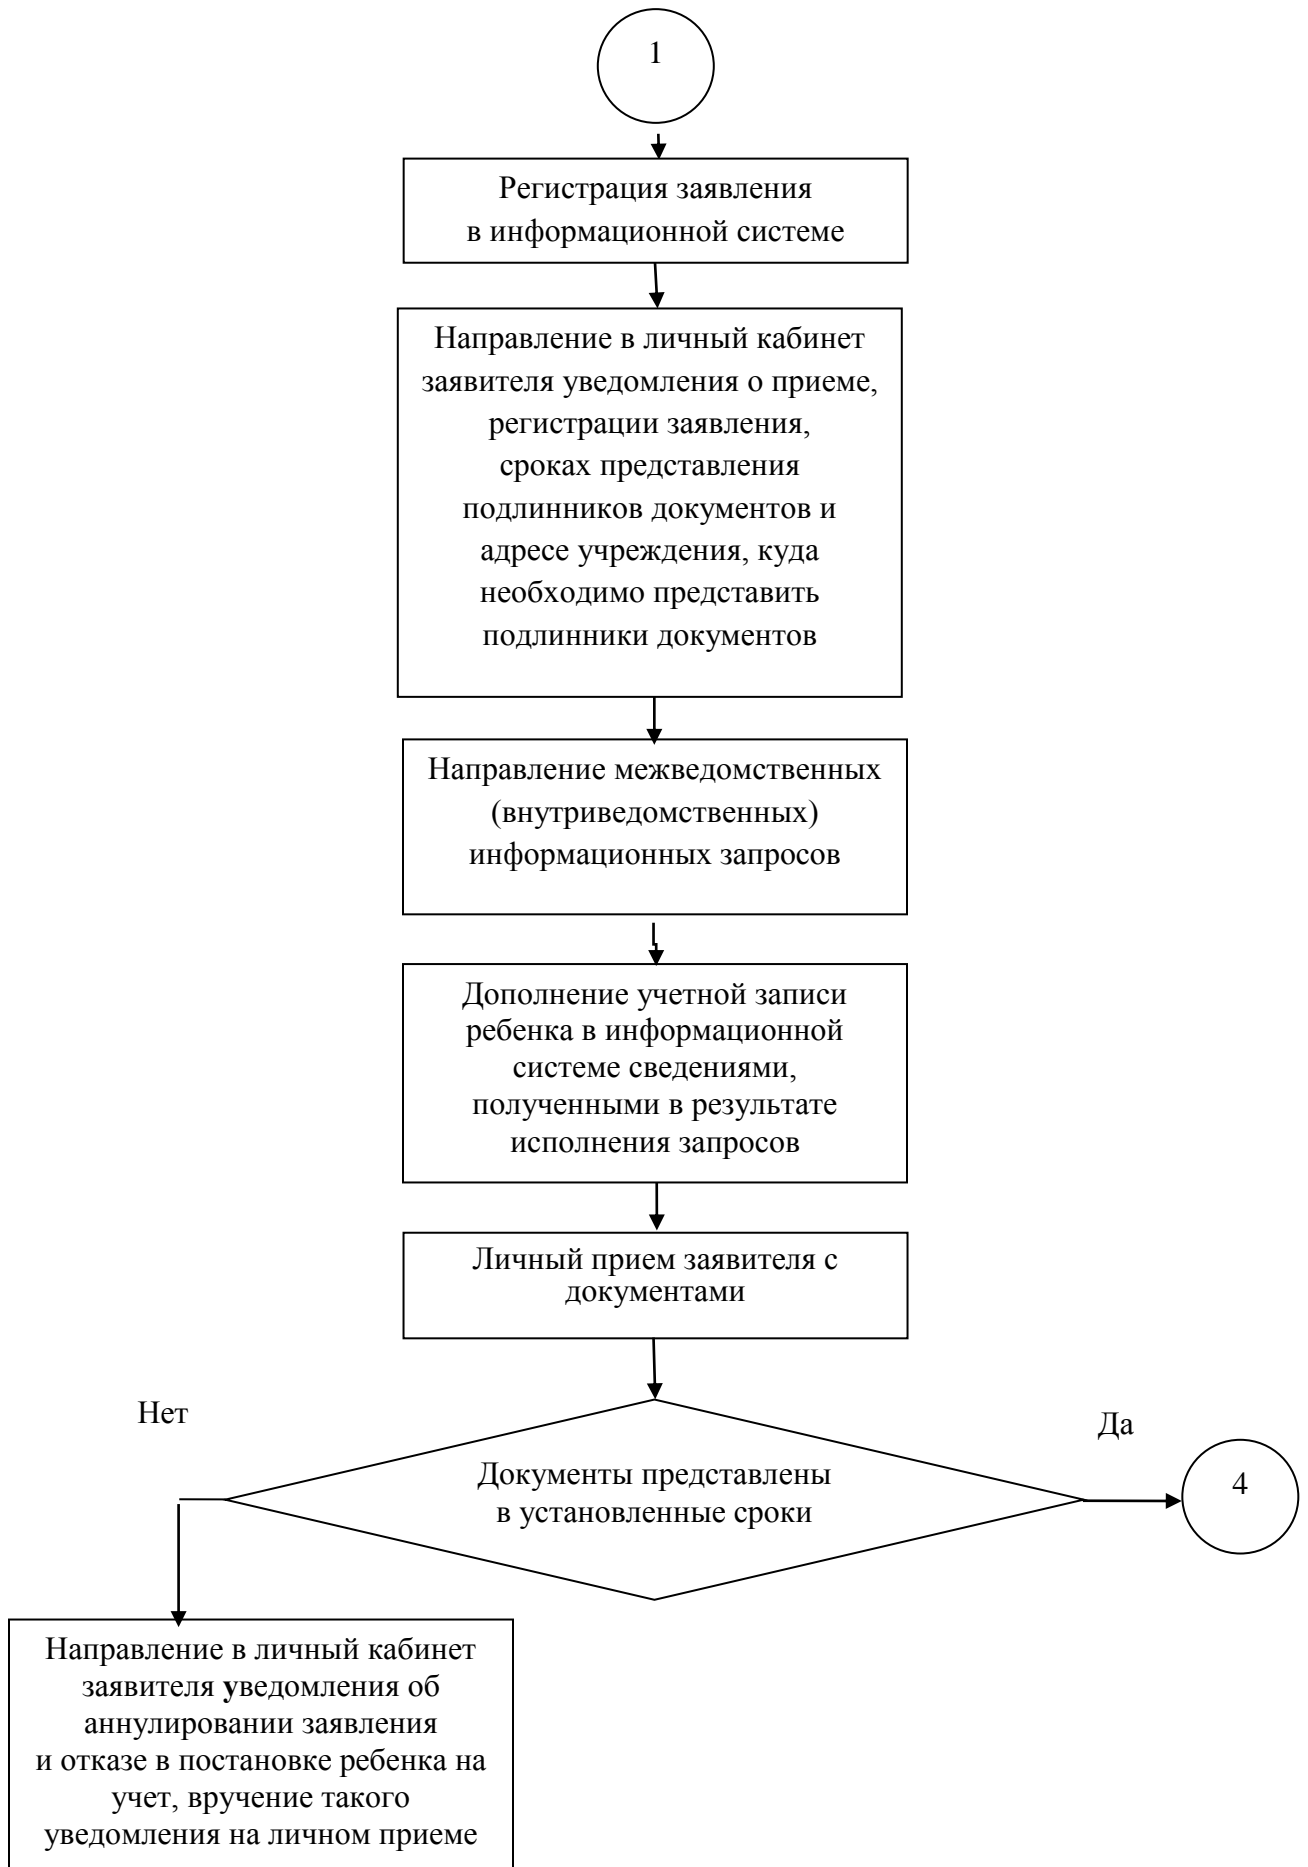 1
Регистрация заявления
в информационной системе
Направление в личный кабинет
заявителя уведомления о приеме,
регистрации заявления,
сроках представления
подлинников документов и
адресе учреждения, куда
необходимо представить
подлинники документов
Направление межведомственных
(внутриведомственных)
информационных запросов
Дополнение учетной записи
ребенка в информационной
системе сведениями,
полученными в результате
исполнения запросов
Личный прием заявителя с
документами
Нет
Да
Документы представлены
в установленные сроки
4
Направление в личный кабинет
заявителя уведомления об
аннулировании заявления
и отказе в постановке ребенка на
учет, вручение такого
уведомления на личном приеме